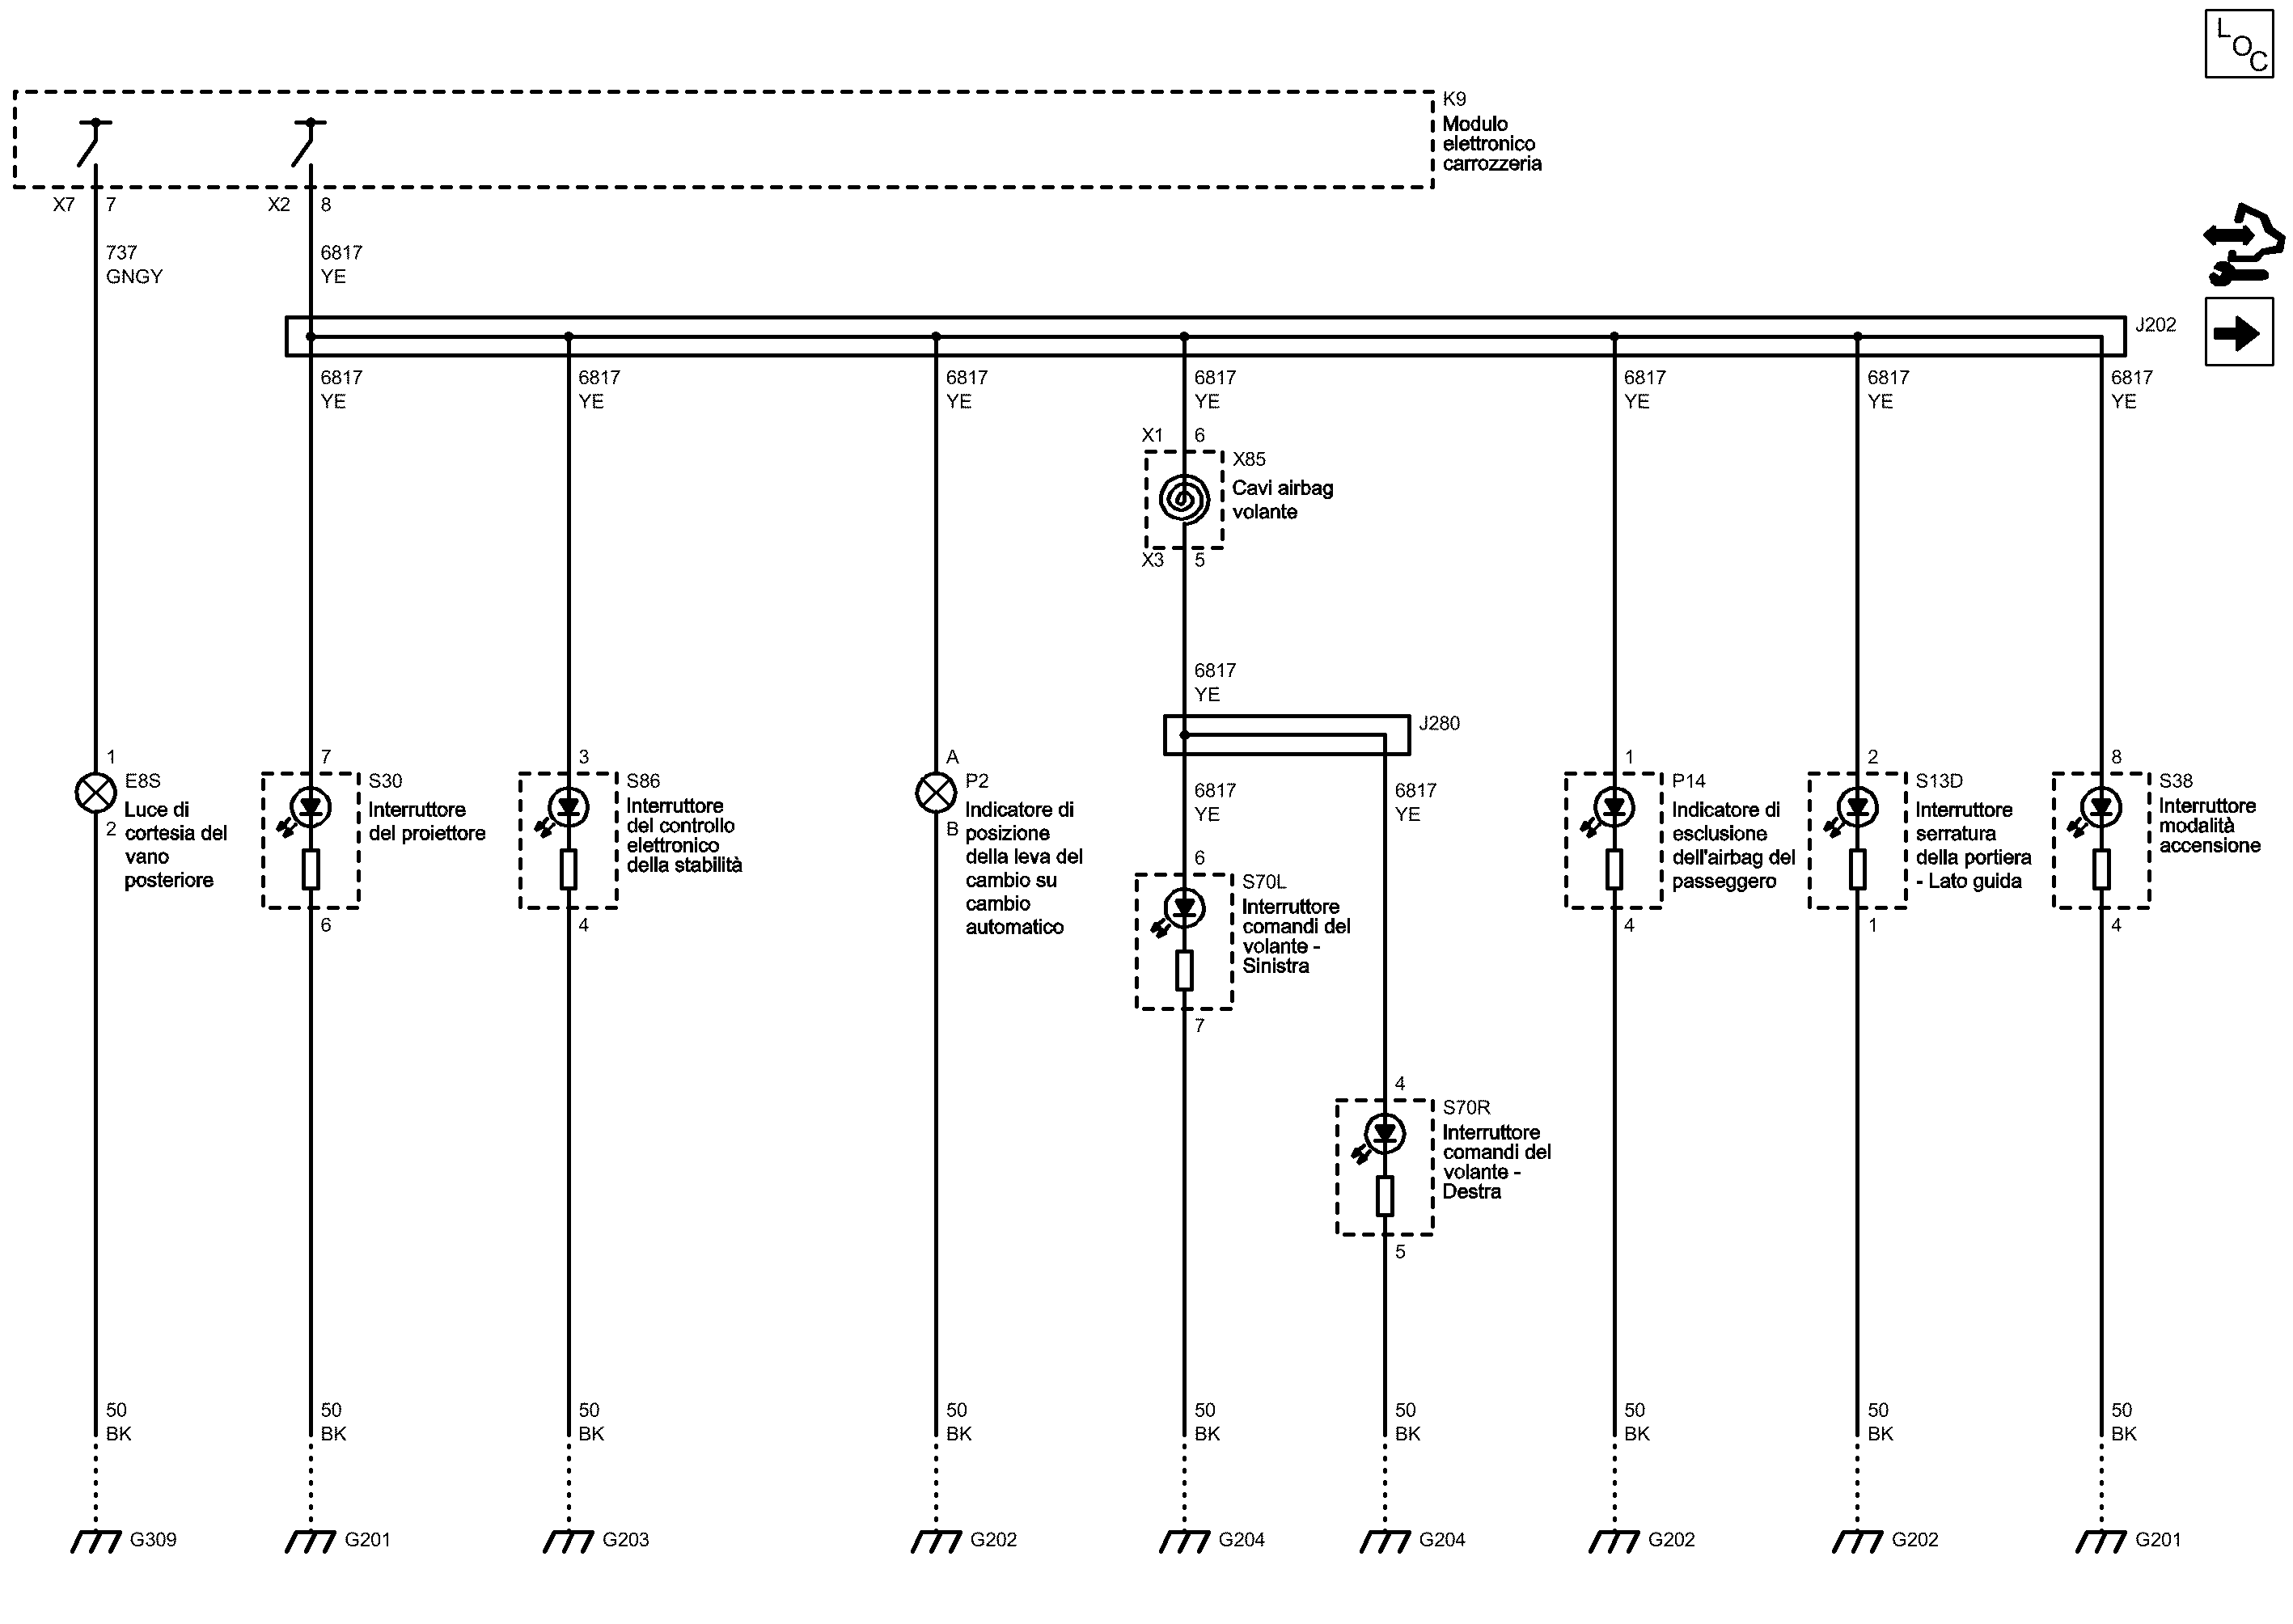 L O C
K9
Modulo
elettronico
carrozzeria
X7 7
X2 8
737
GNGY
6817
YE
J202
6817
YE
6817
YE
6817
YE
6817
YE
6817
YE
6817
YE
6817
YE
X1 6
X85
Cavi airbag
volante
X3 5
6817
YE
J280
1
E8S
Luce di
cortesia del
vano
posteriore
2
7
S30
Interruttore
del proiettore
6
3
S86
Interruttore
del controllo
elettronico
della stabilità
4
A
P2
Indicatore di
posizione
della leva del
cambio su
cambio
automatico
B
6817
YE
6817
YE
6
S70L
Interruttore
comandi del
volante -
Sinistra
7
4
S70R
Interruttore
comandi del
volante -
Destra
5
1
P14
Indicatore di
esclusione
dell'airbag del
passeggero
4
2
S13D
Interruttore
serratura
della portiera
- Lato guida
1
8
S38
Interruttore
modalità
accensione
4
50
BK
50
BK
50
BK
50
BK
50
BK
50
BK
50
BK
50
BK
50
BK
G309
G201
G203
G202
G204
G204
G202
G202
G201